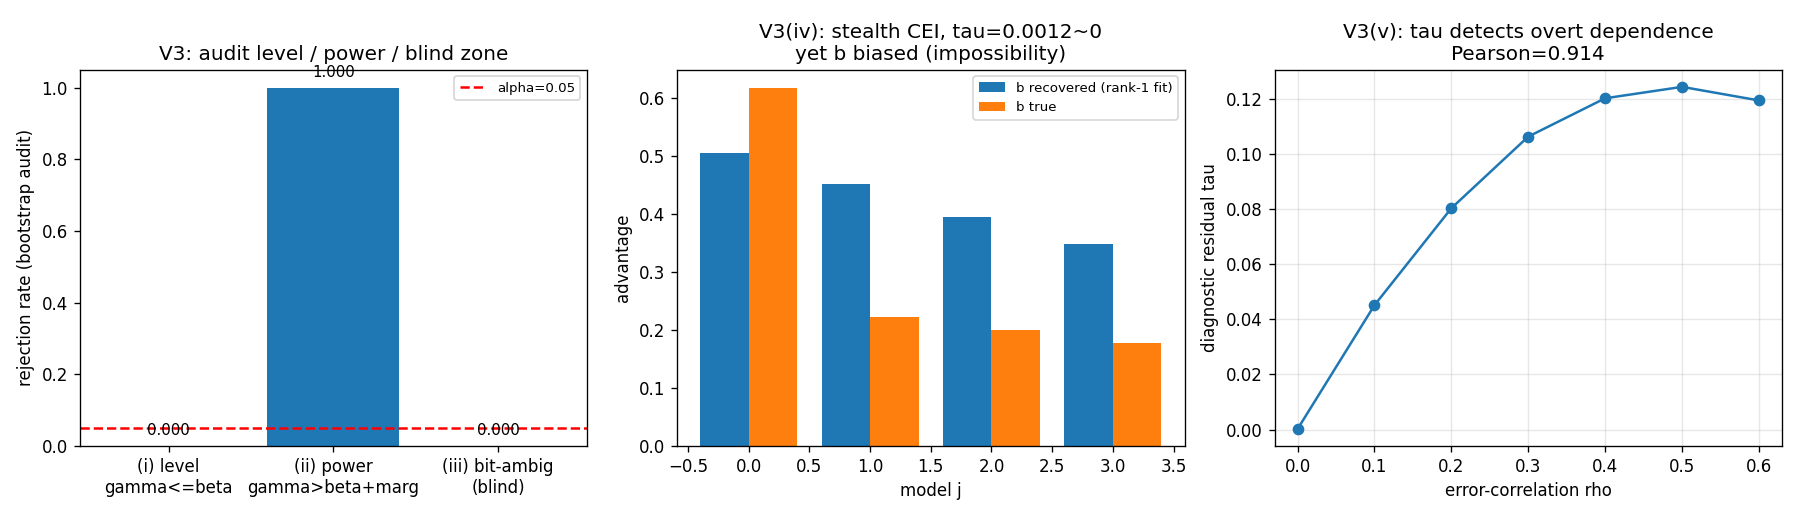 V3: audit level / power / blind zone
1.000
alpha=0.05
rejection rate (bootstrap audit)
1.0
0.8
0.6
0.4
0.2
0.0
0.000
0.000
(i) level
gamma<=beta
(ii) power
gamma>beta+marg
(iii) bit-ambig
(blind)
V3(iv): stealth CEI, tau=0.0012~0
yet b biased (impossibility)
b recovered (rank-1 fit)
b true
advantage
0.6
0.5
0.4
0.3
0.2
0.1
0.0
−0.5 0.0 0.5 1.0 1.5 2.0 2.5 3.0 3.5
model j
V3(v): tau detects overt dependence
Pearson=0.914
diagnostic residual tau
0.12
0.10
0.08
0.06
0.04
0.02
0.00
0.0 0.1 0.2 0.3 0.4 0.5 0.6
error-correlation rho